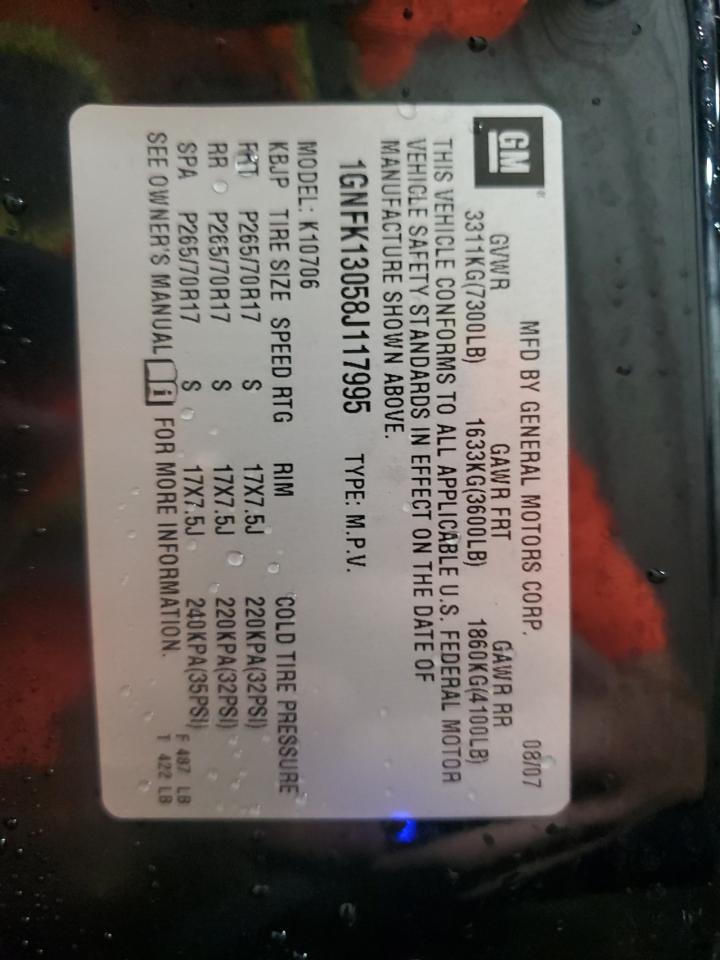 GM MFD BY GENERAL MOTORS CORP. 08/07
GVWR GAWR FRT GAWR RR
3311KG(7300LB) 1633KG(3600LB) 1860KG(4100LB)
THIS VEHICLE CONFORMS TO ALL APPLICABLE U.S. FEDERAL MOTOR
VEHICLE SAFETY STANDARDS IN EFFECT ON THE DATE OF
MANUFACTURE SHOWN ABOVE.
1GNFK13058J117995 TYPE: M.P.V.
MODEL: K10706
KBJP TIRE SIZE SPEED RTG RIM COLD TIRE PRESSURE
FRT P265/70R17 S 17X7.5J 220KPA(32PSI)
RR P265/70R17 S 17X7.5J 220KPA(32PSI)
SPA P265/70R17 S 17X7.5J 240KPA(35PSI)
SEE OWNER'S MANUAL i FOR MORE INFORMATION.
F 487 LB
T 422 LB